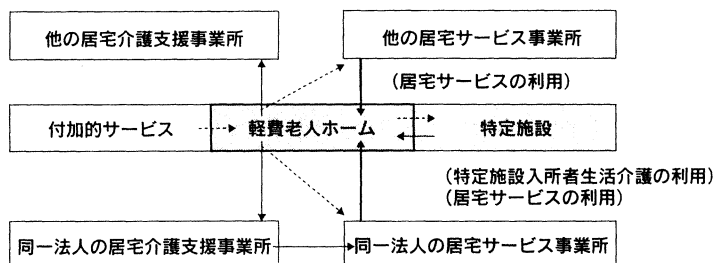 他の居宅介護支援事業所
他の居宅サービス事業所
（居宅サービスの利用）
付加的サービス
軽費老人ホーム
特定施設
（特定施設入所者生活介護の利用）
（居宅サービスの利用）
同一法人の居宅介護支援事業所
同一法人の居宅サービス事業所